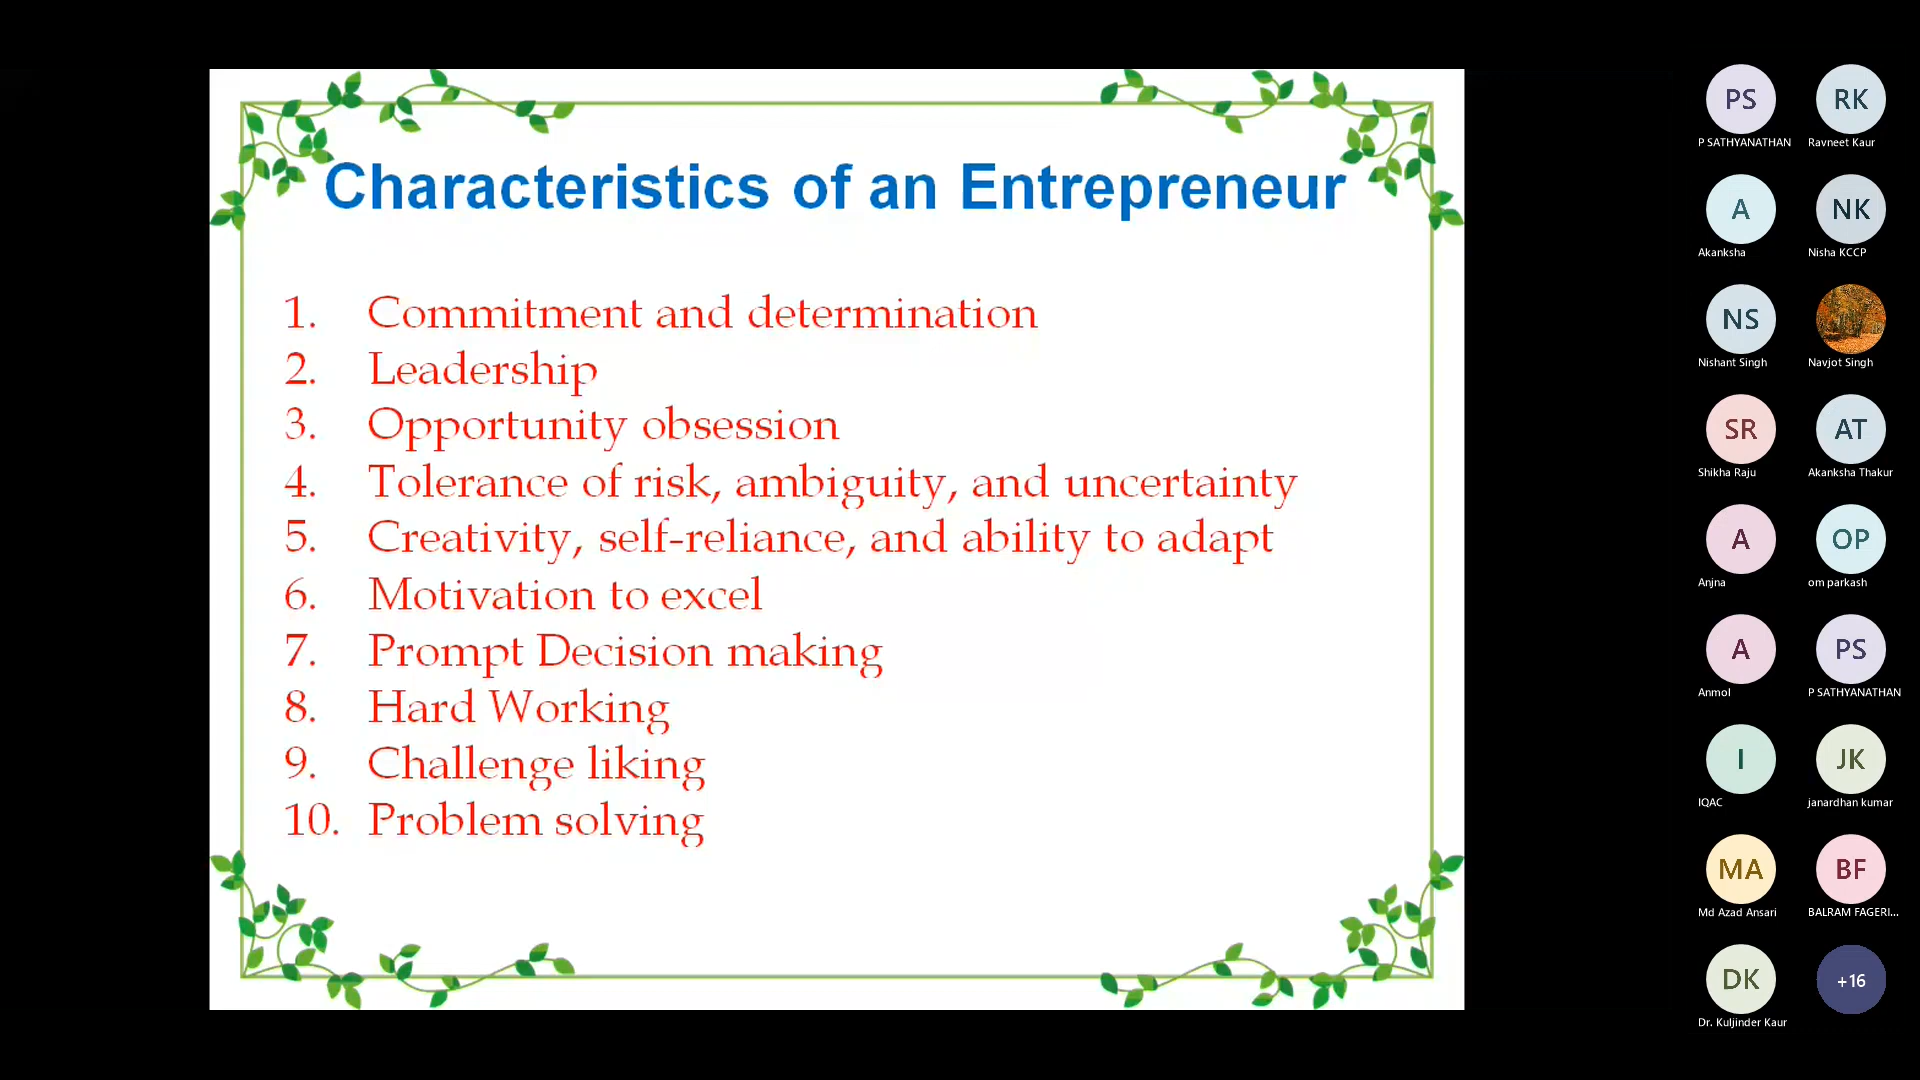 Characteristics of an Entrepreneur
1. Commitment and determination
2. Leadership
3. Opportunity obsession
4. Tolerance of risk, ambiguity, and uncertainty
5. Creativity, self-reliance, and ability to adapt
6. Motivation to excel
7. Prompt Decision making
8. Hard Working
9. Challenge liking
10. Problem solving
PS RK
P SATHYANATHAN Ravneet Kaur
A NK
Akanksha Nisha KCCP
NS
Nishant Singh Navjot Singh
SR AT
Shikha Raju Akanksha Thakur
A OP
Anjna om parkash
A PS
Anmol P SATHYANATHAN
I JK
IQAC janardhan kumar
MA BF
Md Azad Ansari BALRAM FAGERI...
DK +16
Dr. Kuljinder Kaur